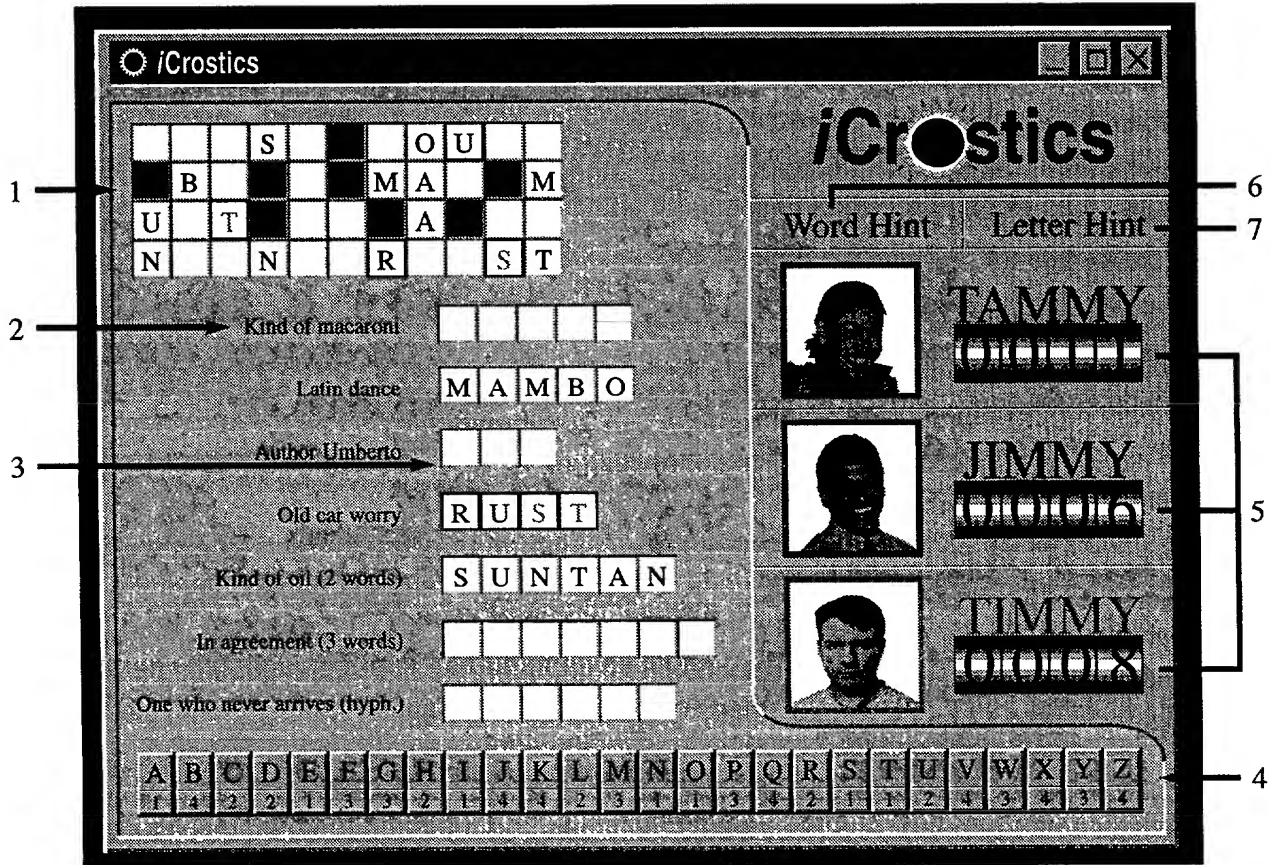 iCrostics
iCrostics
S O U
1
B M A M
6
U T A
Word Hint Letter Hint
7
N N R S T
TAMMY
0011
2
Kind of macaroni
Latin dance M A M B O
3
Author Umberto
JIMMY
0006
5
Old car worry R U S T
Kind of oil (2 words) S U N T A N
TIMMY
0008
In agreement (3 words)
One who never arrives (hyph.)
A B C D E F G H I J K L M N O P Q R S T U V W X Y Z
1 4 2 2 1 3 3 2 1 4 4 2 3 1 1 3 4 2 1 1 2 4 3 4 3 4
4